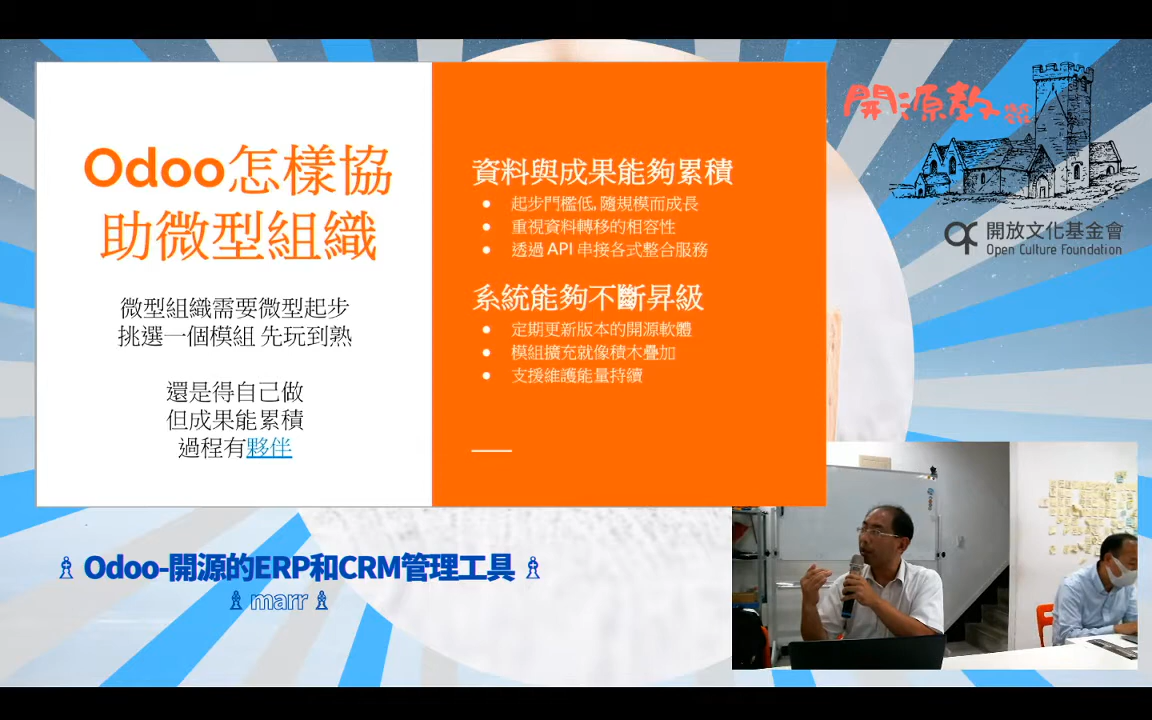 Odoo怎樣協
助微型組織
微型組織需要微型起步
挑選一個模組 先玩到熟
還是得自己做
但成果能累積
過程有夥伴
資料與成果能夠累積
起步門檻低, 隨規模而成長
重視資料轉移的相容性
透過 API 串接各式整合服務
系統能夠不斷昇級
定期更新版本的開源軟體
模組擴充就像積木疊加
支援維護能量持續
開源教
開放文化基金會
Open Culture Foundation
Odoo-開源的ERP和CRM管理工具
marr